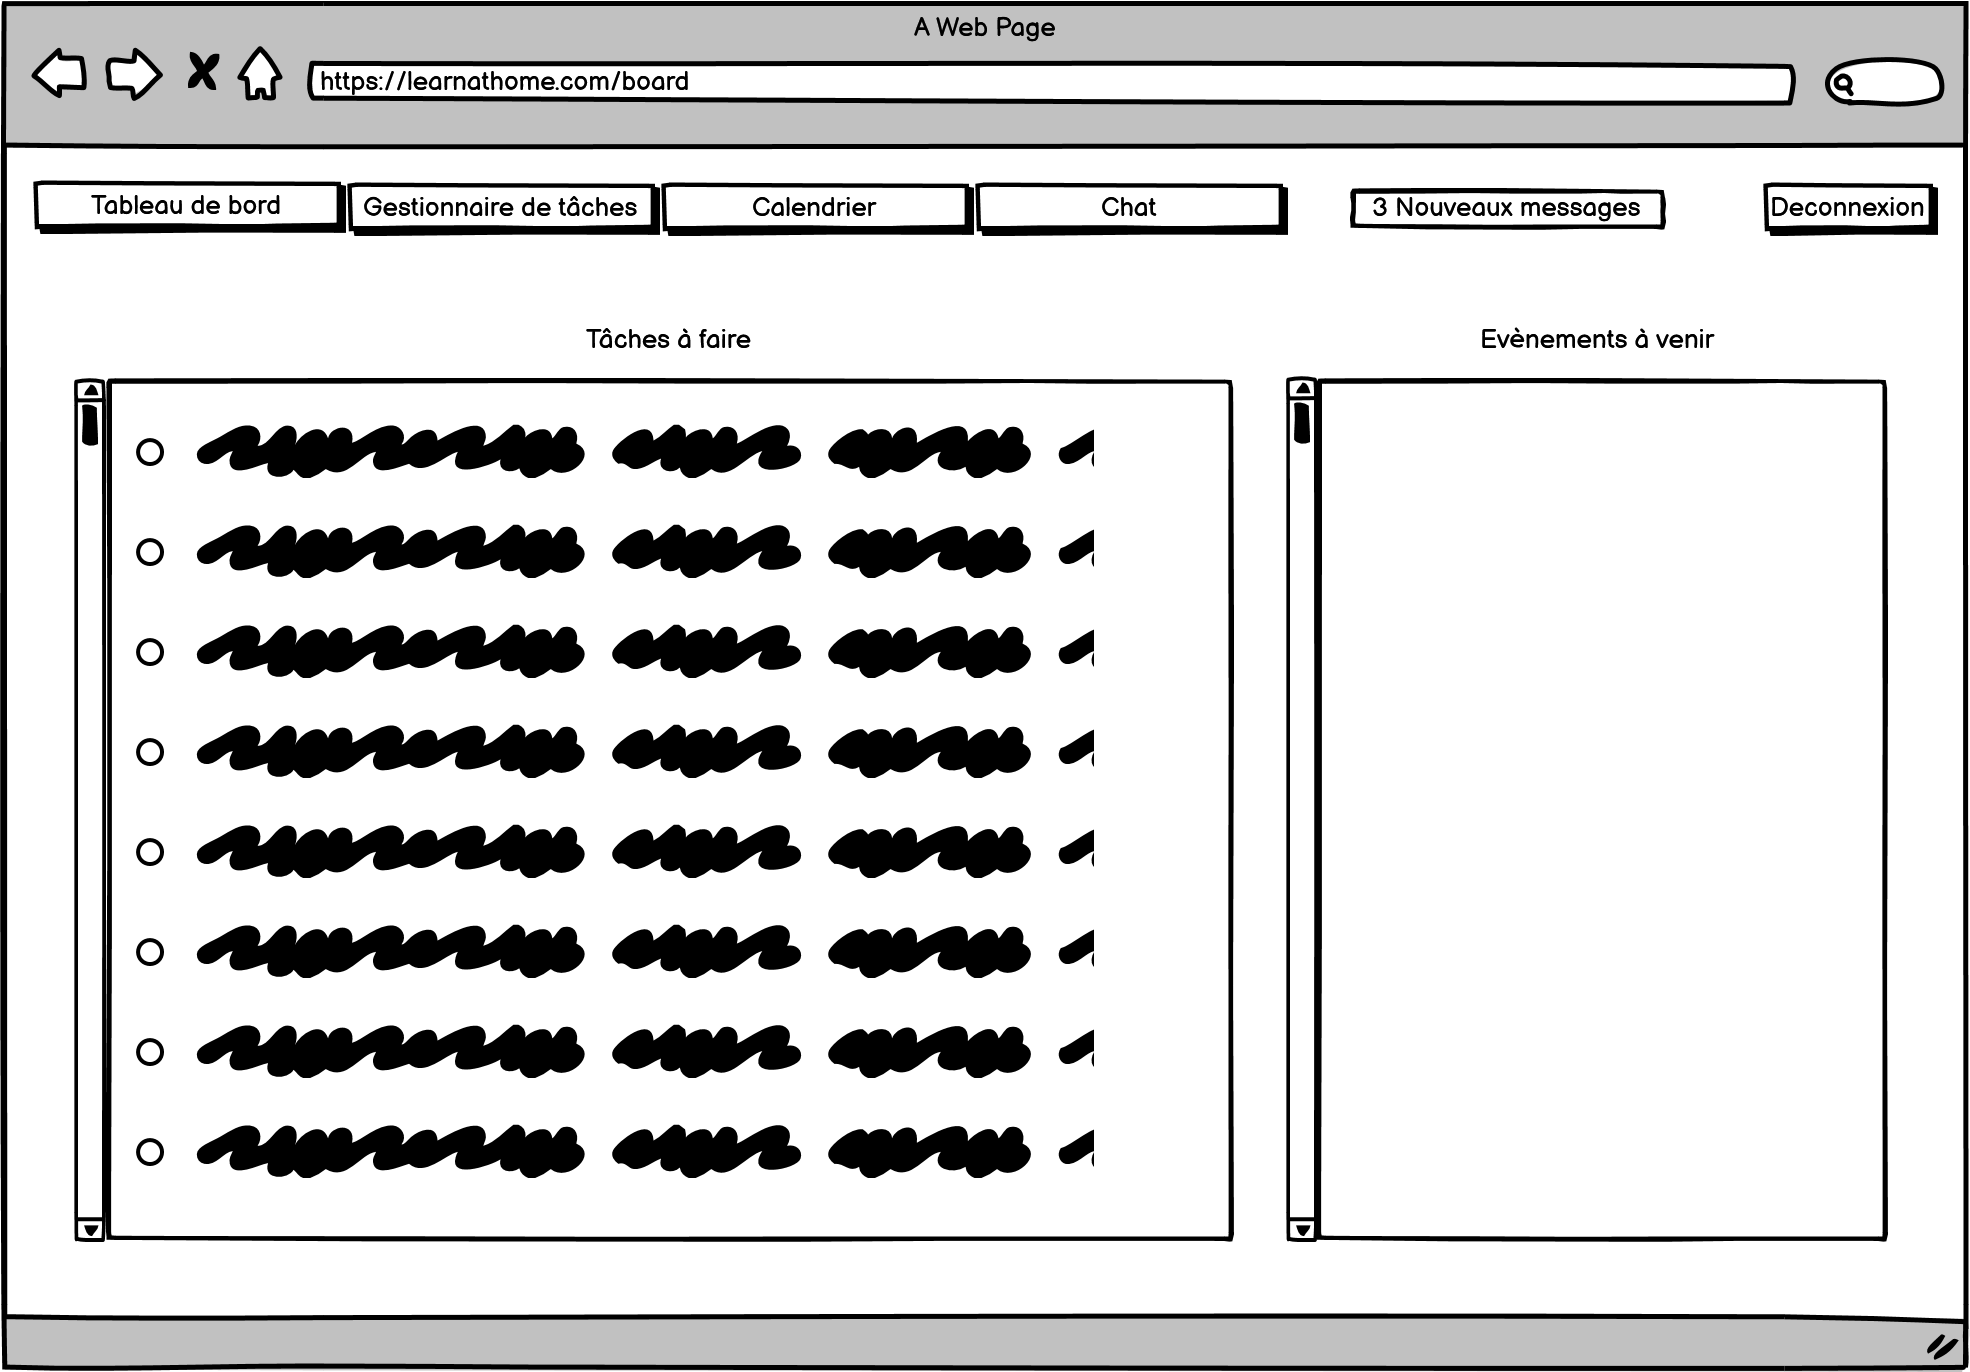 A Web Page
https://learnathome.com/board
Tableau de bord
Gestionnaire de tâches
Calendrier
Chat
3 Nouveaux messages
Deconnexion
Tâches à faire
Evènements à venir